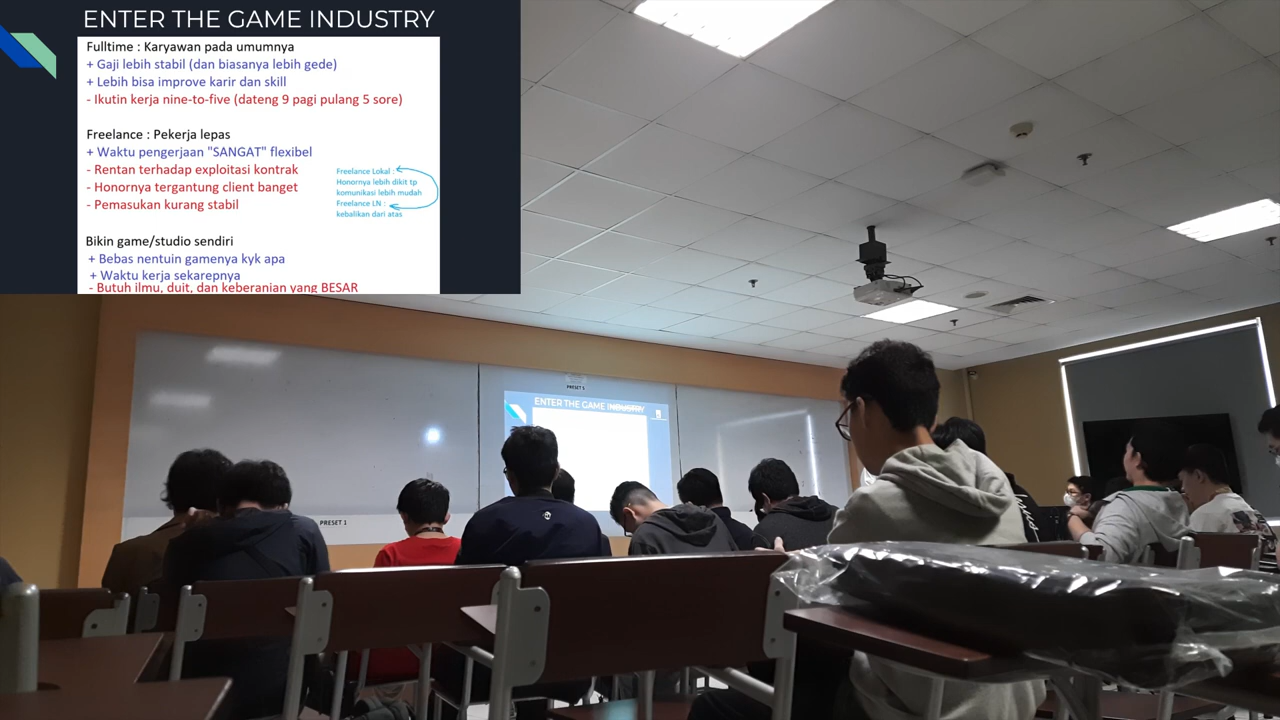 ENTER THE GAME INDUSTRY
Fulltime : Karyawan pada umumnya
+ Gaji lebih stabil (dan biasanya lebih gede)
+ Lebih bisa improve karir dan skill
- Ikutin kerja nine-to-five (dateng 9 pagi pulang 5 sore)
Freelance : Pekerja lepas
+ Waktu pengerjaan "SANGAT" flexibel
- Rentan terhadap exploitasi kontrak
- Honornya tergantung client banget
- Pemasukan kurang stabil
Freelance Lokal :
Honornya lebih dikit tp
komunikasi lebih mudah
Freelance LN :
kebalikan dari atas
Bikin game/studio sendiri
+ Bebas nentuin gamenya kyk apa
+ Waktu kerja sekarepnya
- Butuh ilmu, duit, dan keberanian yang BESAR
PRESET 5
ENTER THE GAME INDUSTRY
PRESET 1